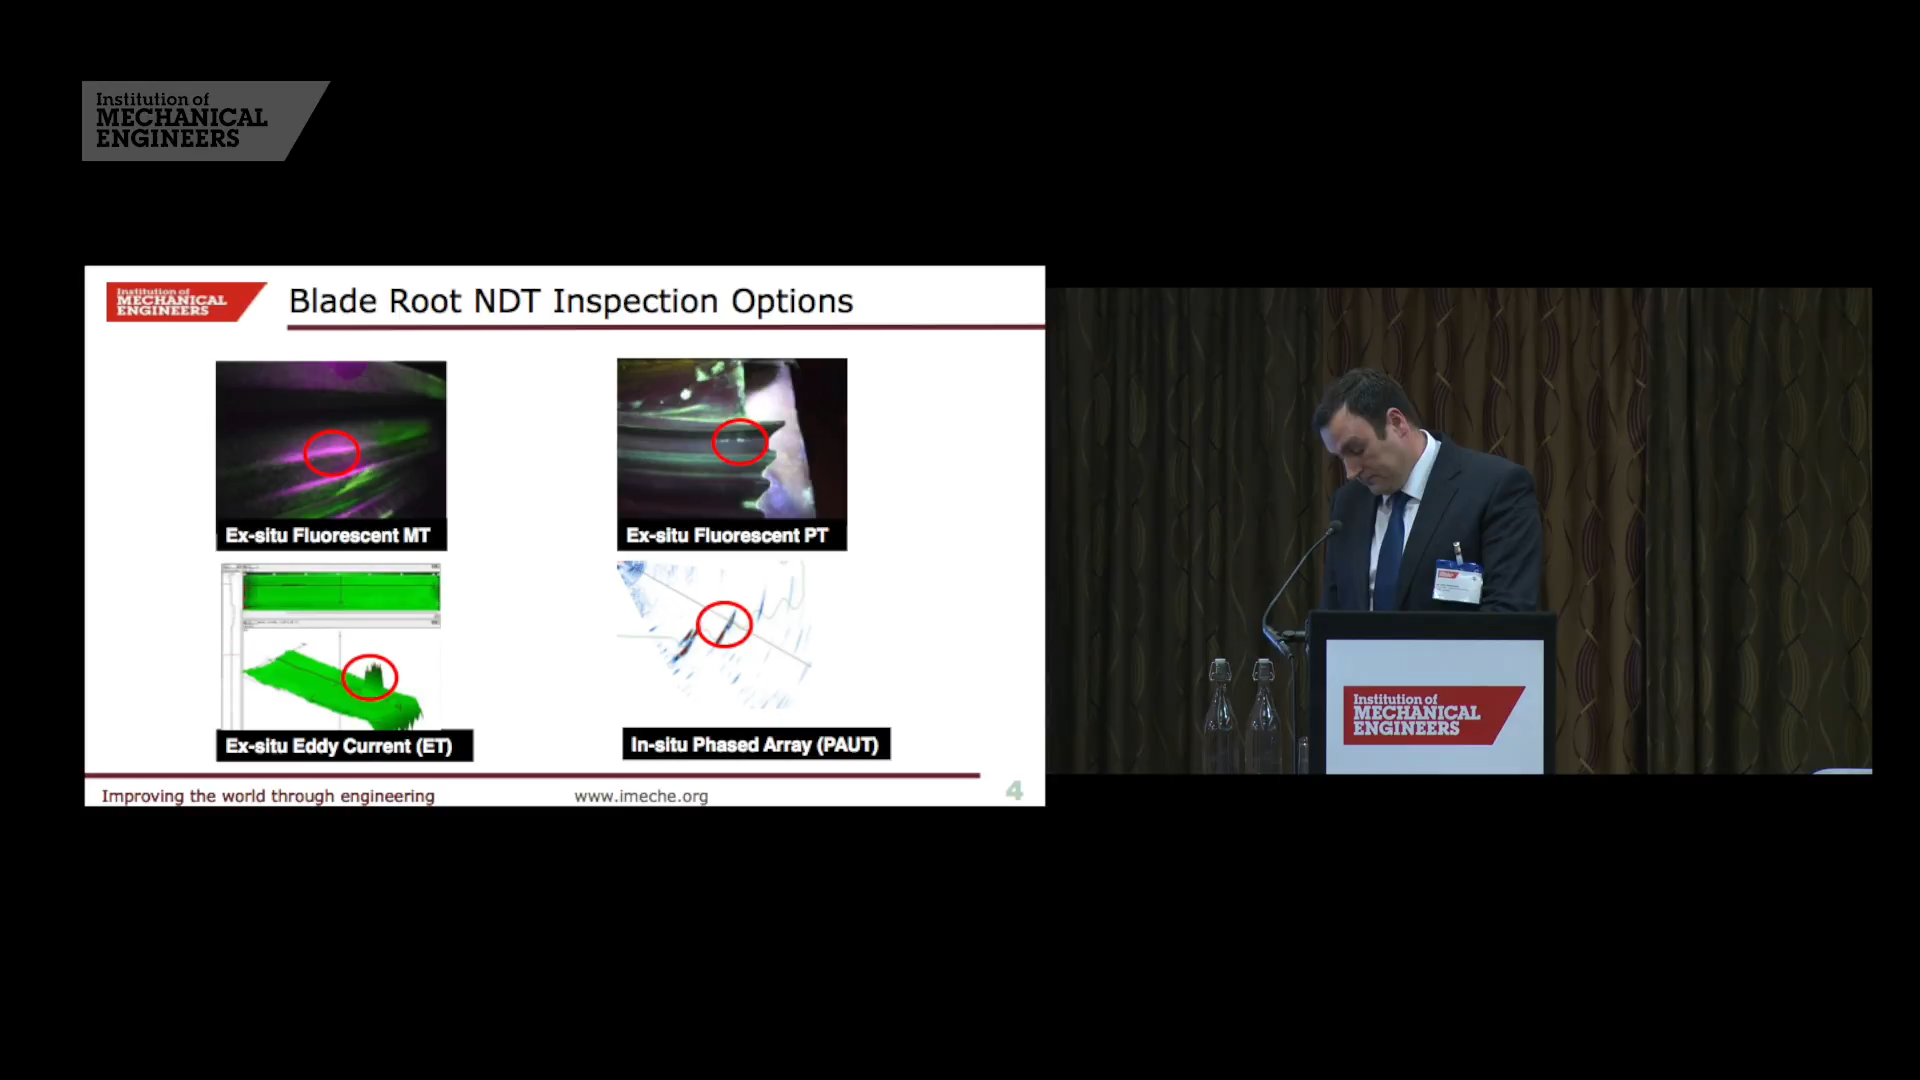 Institution of
MECHANICAL
ENGINEERS
Institution of
MECHANICAL
ENGINEERS
Blade Root NDT Inspection Options
Ex-situ Fluorescent MT
Ex-situ Fluorescent PT
Ex-situ Eddy Current (ET)
In-situ Phased Array (PAUT)
Improving the world through engineering
www.imeche.org
4
Institution of
MECHANICAL
ENGINEERS